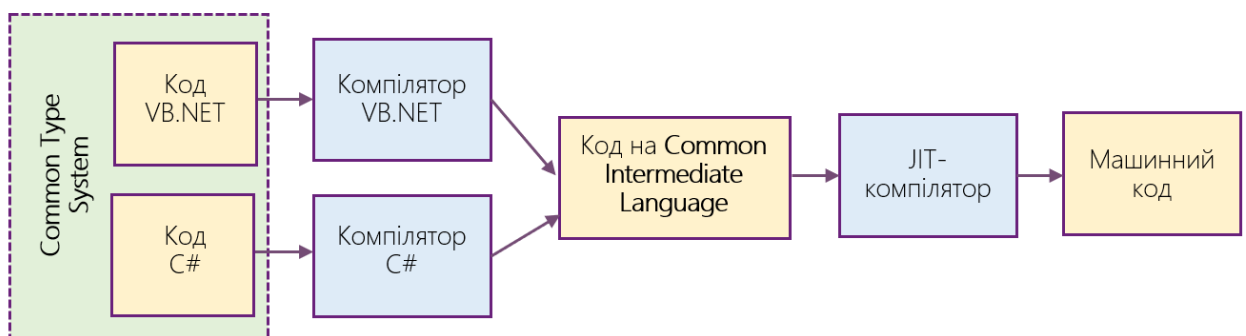 Common Type
System
Код
VB.NET
Компілятор
VB.NET
Код
C#
Компілятор
C#
Код на Common
Intermediate
Language
JIT-
компілятор
Машинний
код